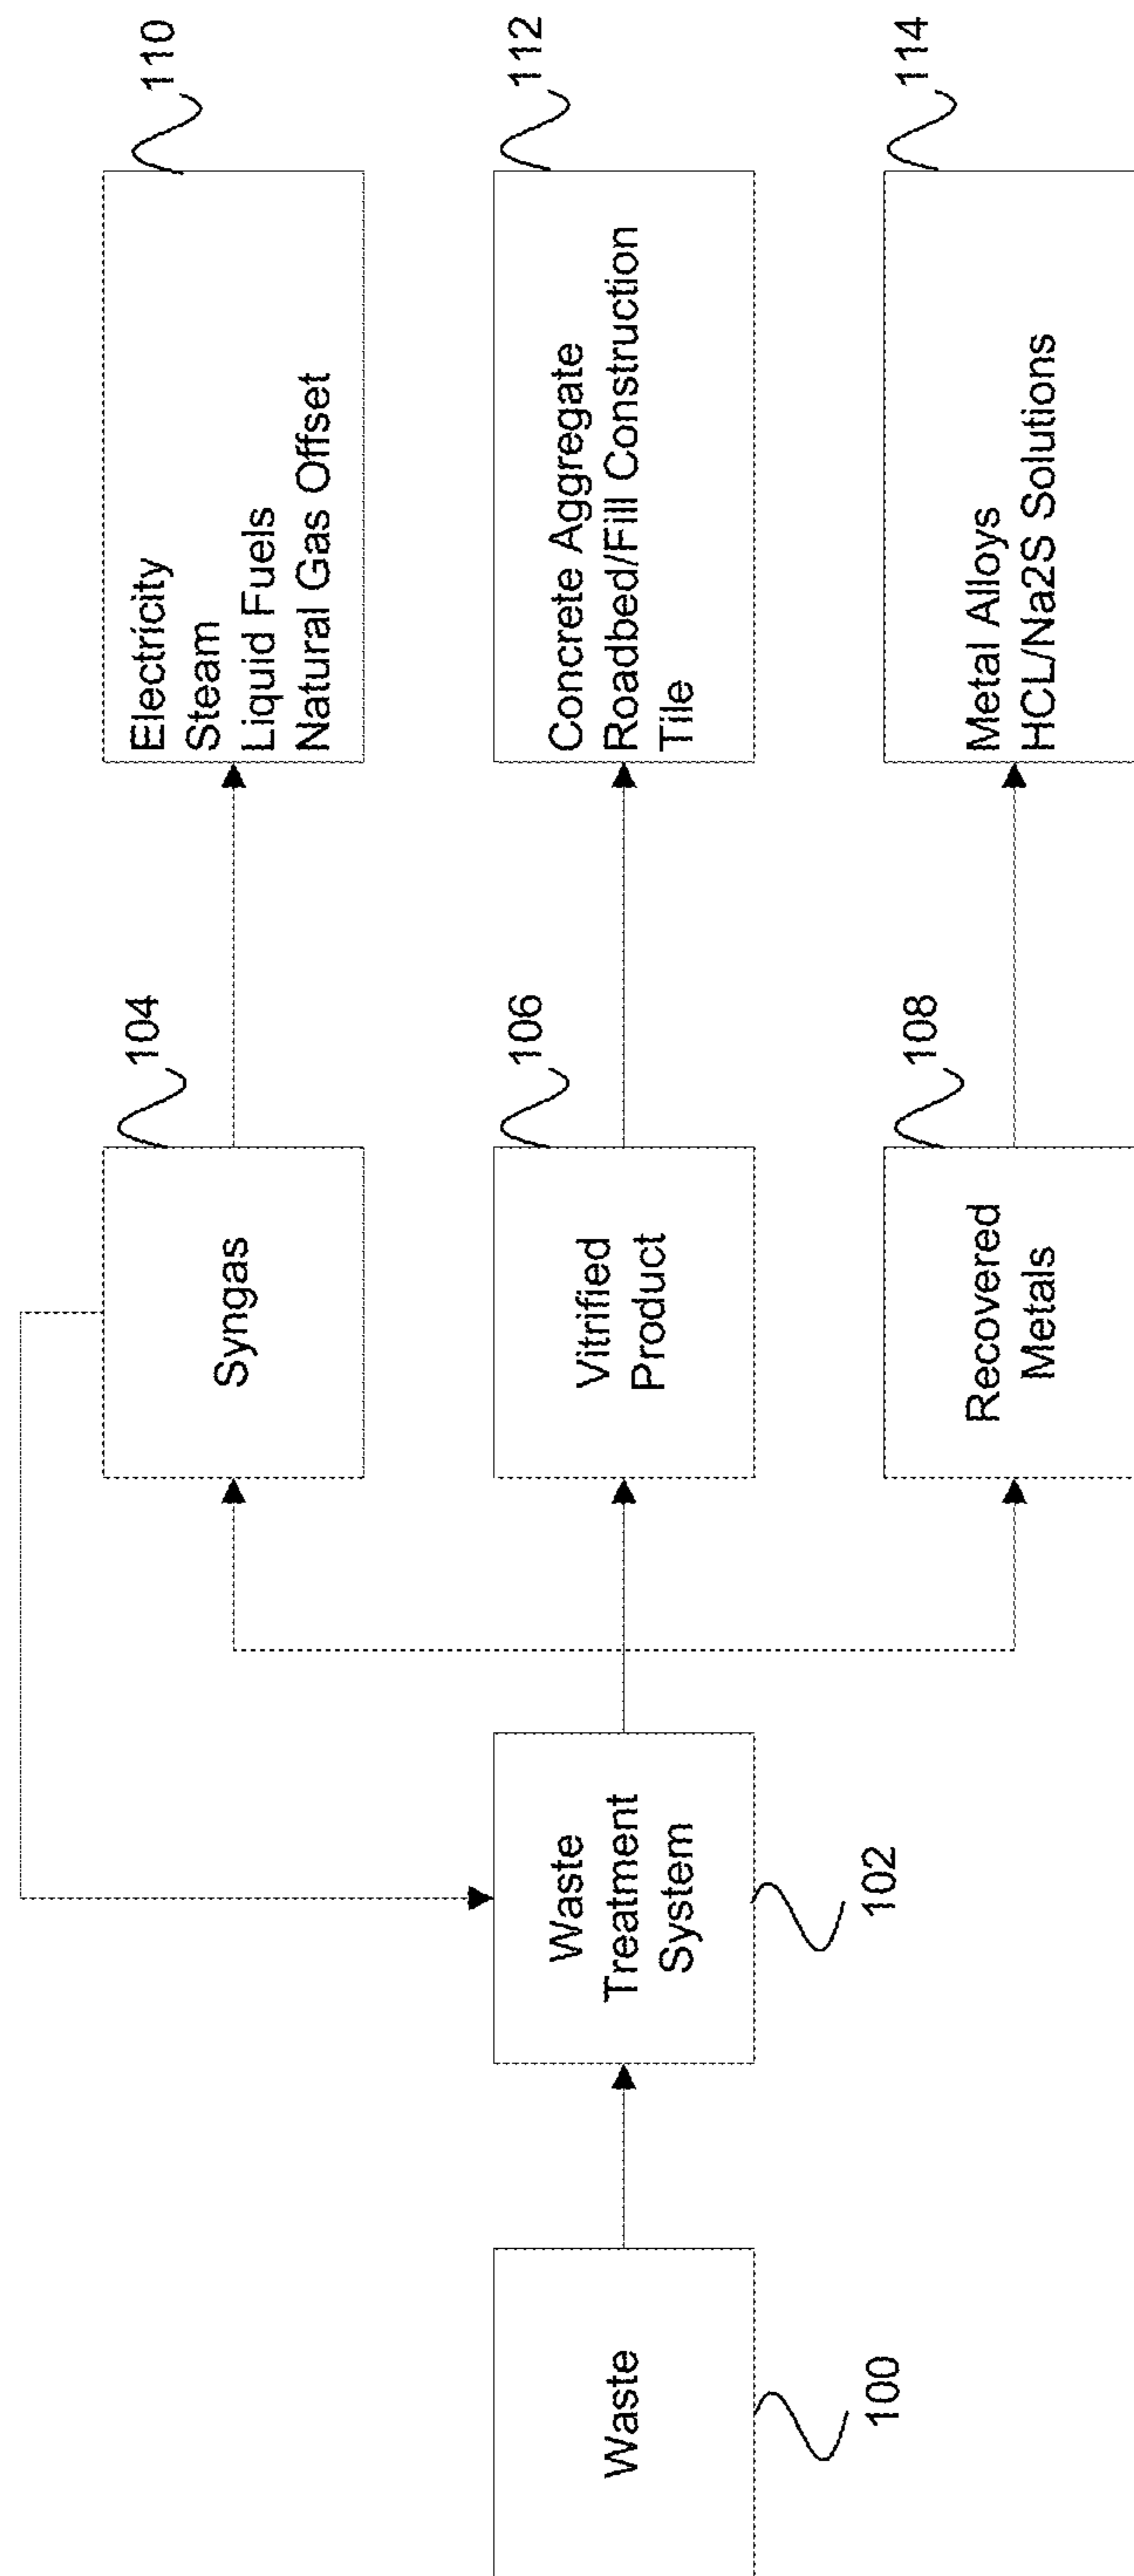 110
Electricity
Steam
Liquid Fuels
Natural Gas Offset
112
Concrete Aggregate
Roadbed/Fill Construction
Tile
114
Metal Alloys
HCL/Na2S Solutions
104
Syngas
106
Vitrified
Product
108
Recovered
Metals
Waste
Treatment
System
102
Waste
100